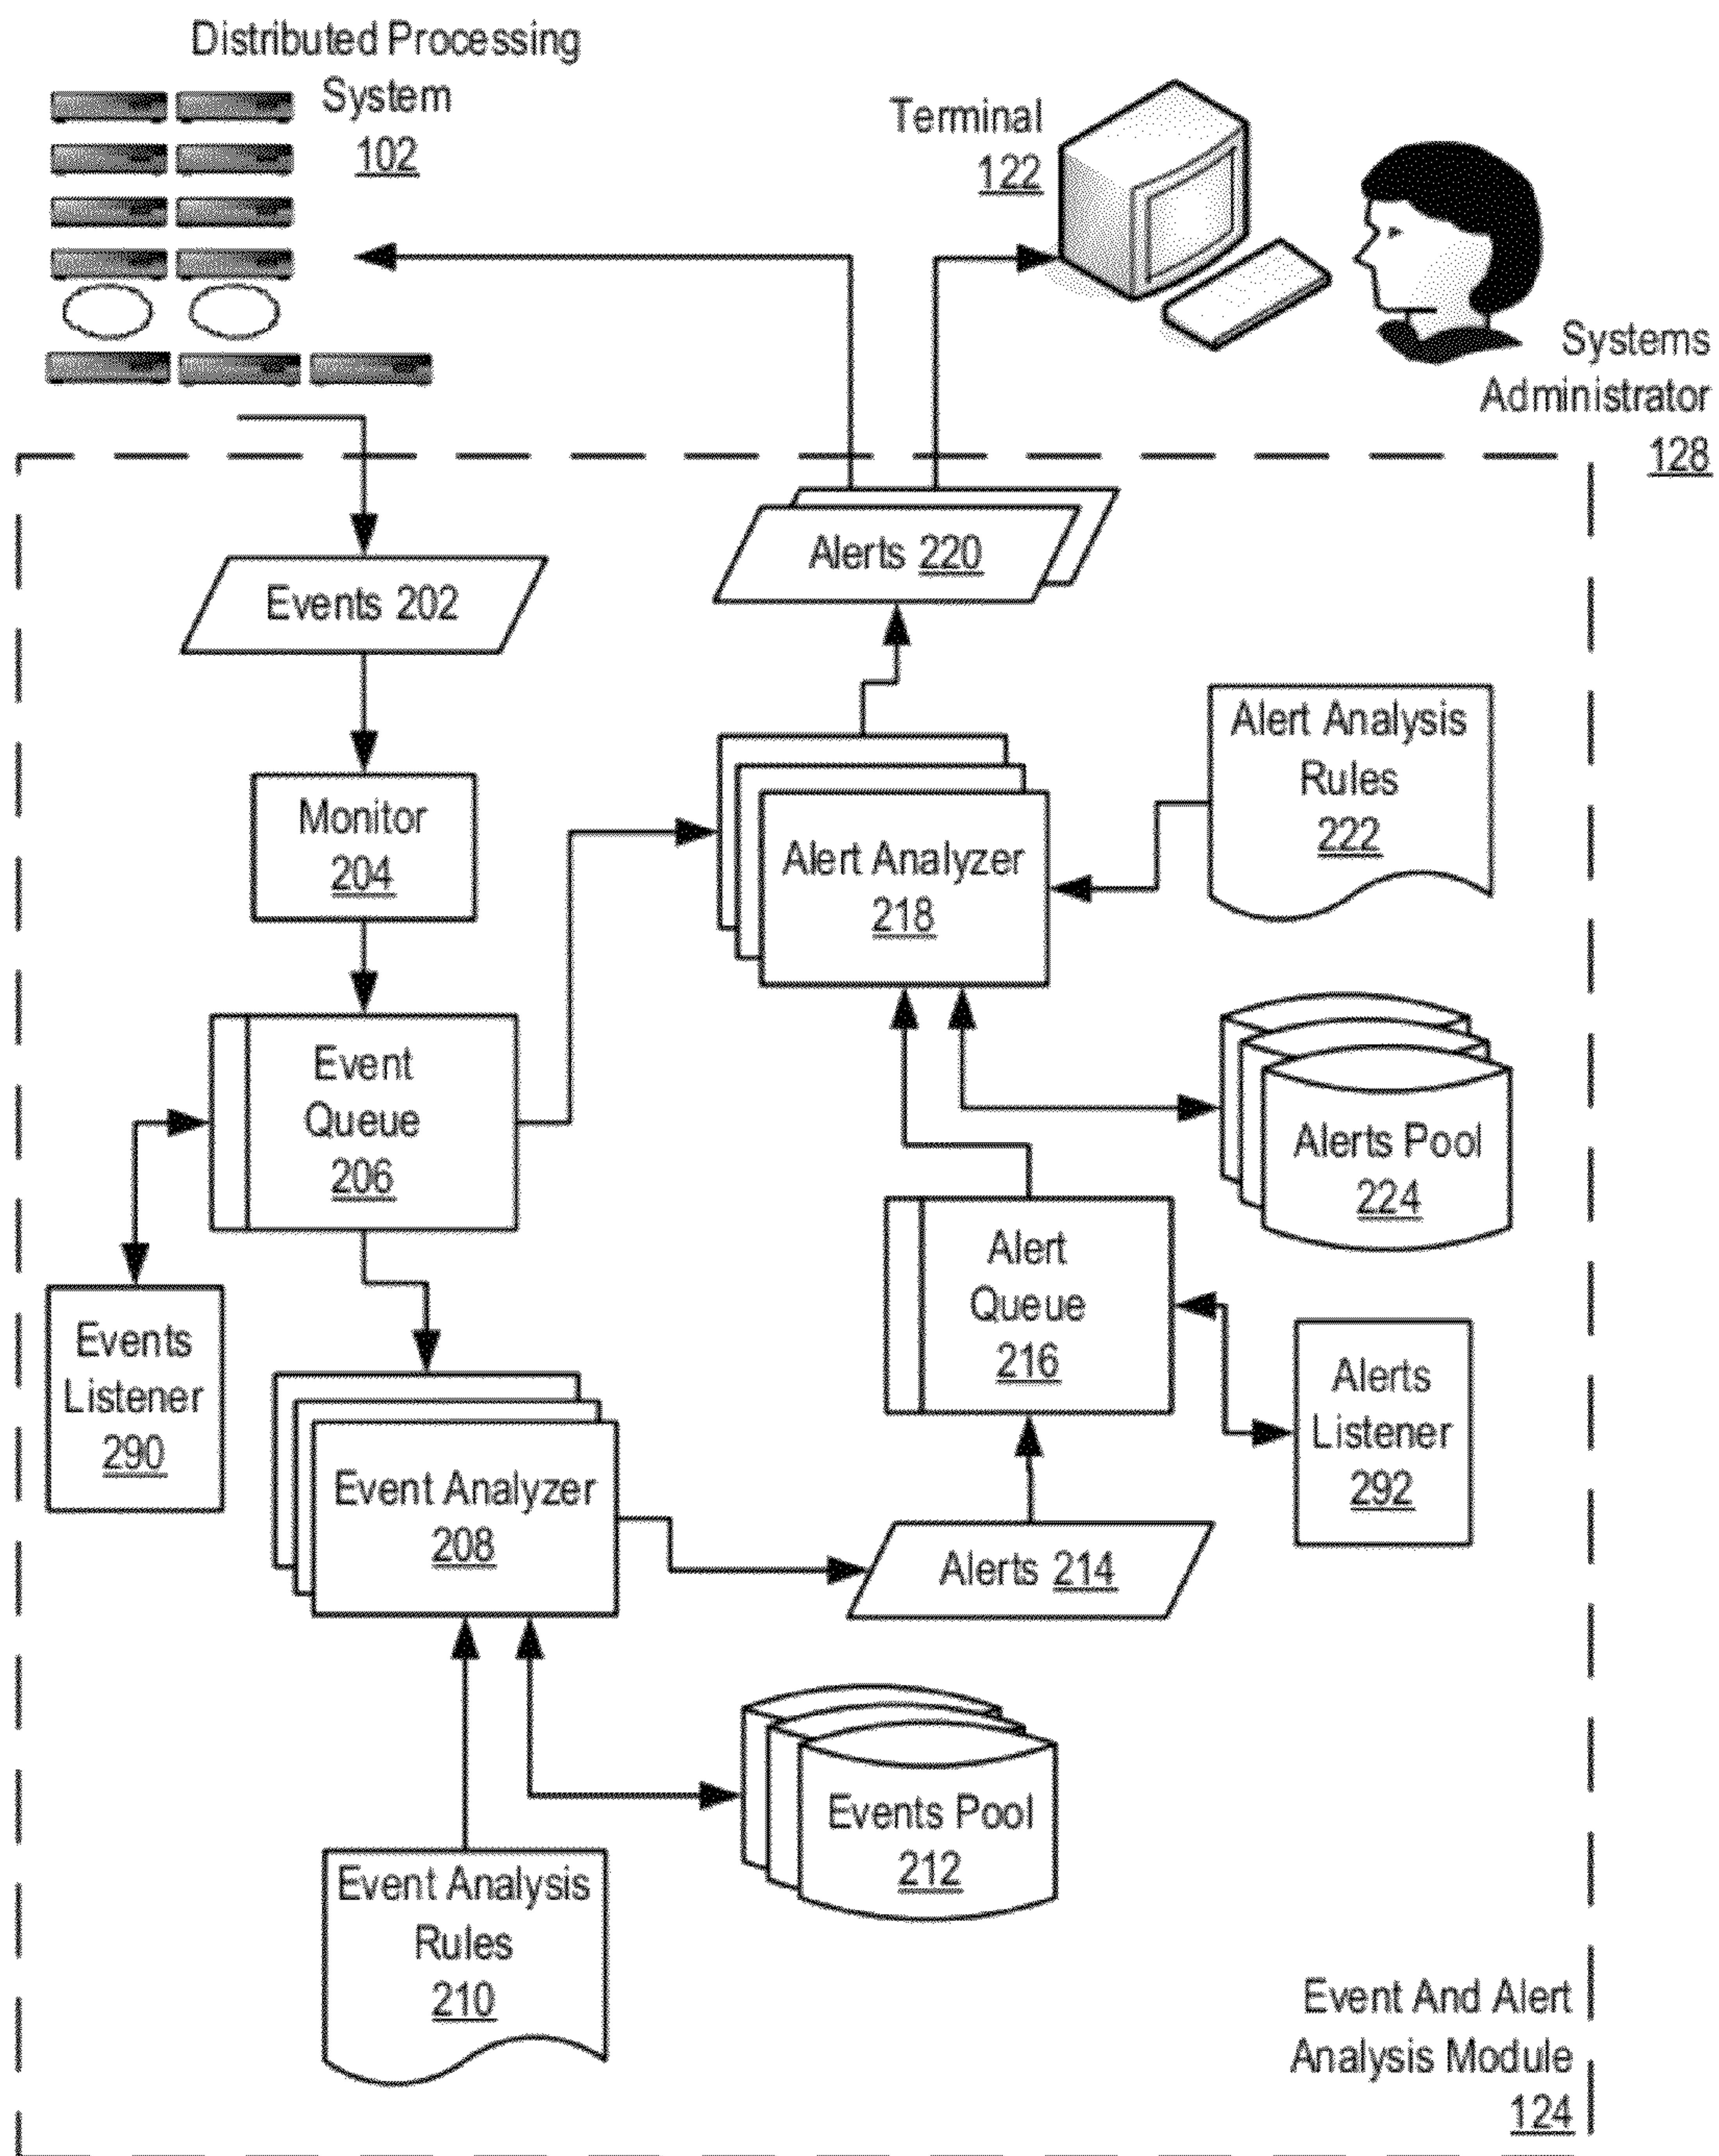 Distributed Processing
System
102
Terminal
122
Systems
Administrator
128
Events 202
Alerts 220
Monitor
204
Alert Analysis
Rules
222
Alert Analyzer
218
Event
Queue
206
Alerts Pool
224
Alert
Queue
216
Events
Listener
290
Alerts
Listener
292
Event Analyzer
208
Alerts 214
Events Pool
212
Event Analysis
Rules
210
Event And Alert
Analysis Module
124